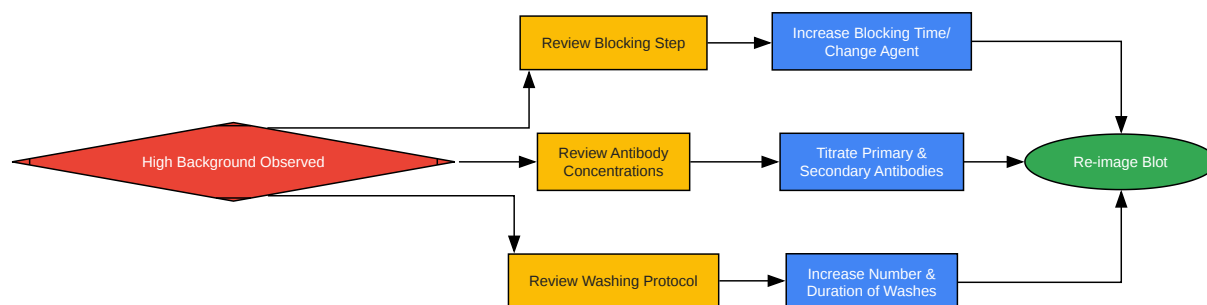 Review Blocking Step
Increase Blocking Time/
Change Agent
High Background Observed
Review Antibody
Concentrations
Titrate Primary &
Secondary Antibodies
Re-image Blot
Review Washing Protocol
Increase Number &
Duration of Washes